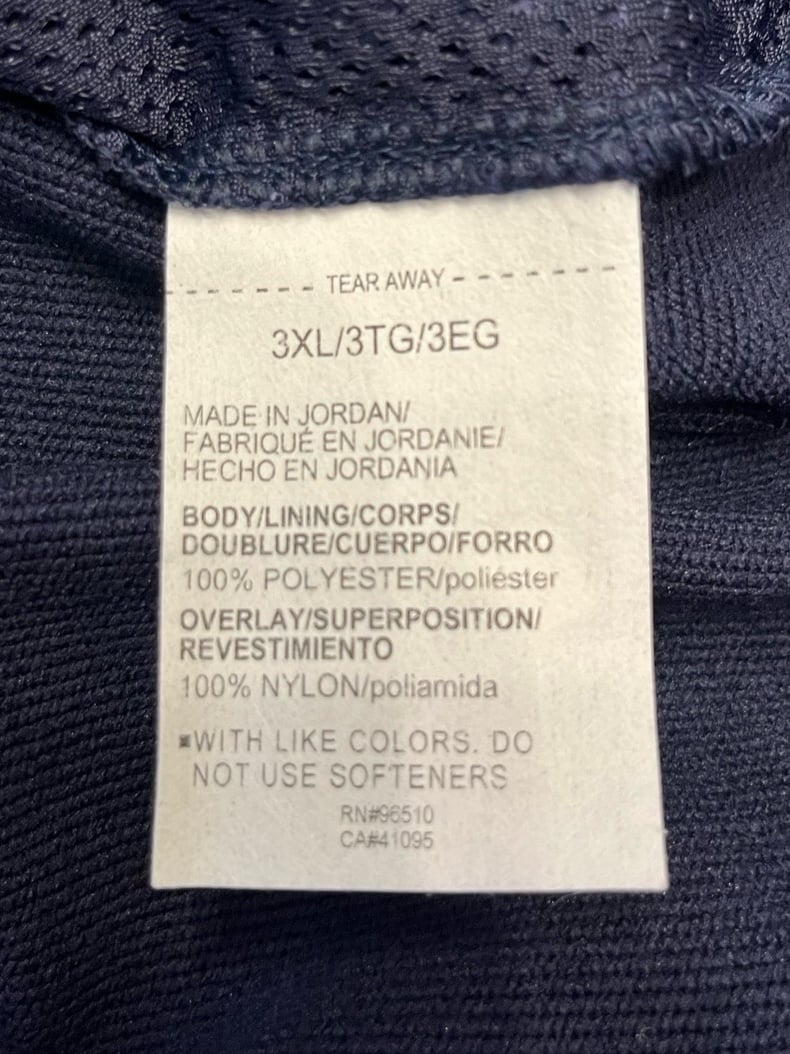 TEAR AWAY
3XL/3TG/3EG
MADE IN JORDAN/
FABRIQUÉ EN JORDANIE/
HECHO EN JORDANIA
BODY/LINING/CORPS/
DOUBLURE/CUERPO/FORRO
100% POLYESTER/poliéster
OVERLAY/SUPERPOSITION/
REVESTIMIENTO
100% NYLON/poliamida
▪WITH LIKE COLORS. DO
NOT USE SOFTENERS
RN#96510
CA#41095